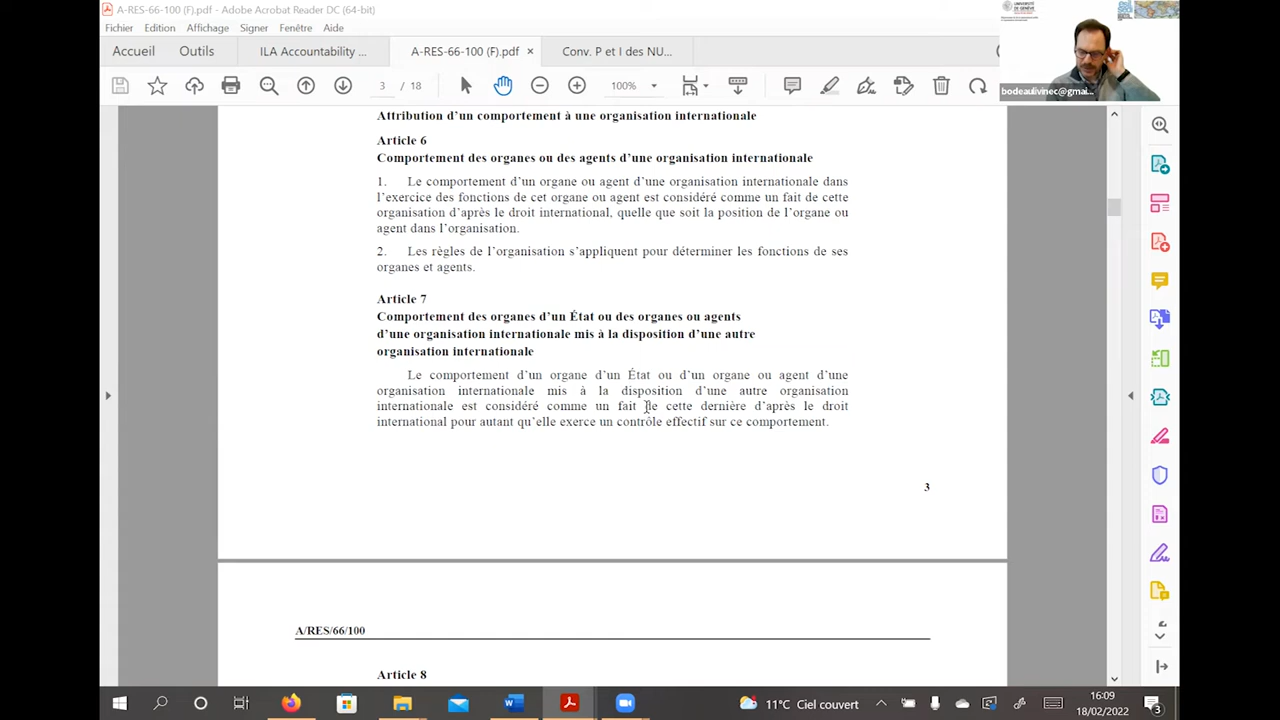 A-RES-66-100 (F).pdf - Adobe Acrobat Reader DC (64-bit)
Fichier Edition Affichage Signer Fenêtre Aide
Accueil Outils ILA Accountability ... A-RES-66-100 (F).pdf × Conv. P et I des NU...
3 / 18 100%
UNIVERSITÉ
DE GENÈVE
bodeaulivinec@gmai...
Attribution d’un comportement à une organisation internationale
Article 6
Comportement des organes ou des agents d’une organisation internationale
1. Le comportement d’un organe ou agent d’une organisation internationale dans
l’exercice des fonctions de cet organe ou agent est considéré comme un fait de cette
organisation d’après le droit international, quelle que soit la position de l’organe ou
agent dans l’organisation.
2. Les règles de l’organisation s’appliquent pour déterminer les fonctions de ses
organes et agents.
Article 7
Comportement des organes d’un État ou des organes ou agents
d’une organisation internationale mis à la disposition d’une autre
organisation internationale
Le comportement d’un organe d’un État ou d’un organe ou agent d’une
organisation internationale mis à la disposition d’une autre organisation
internationale est considéré comme un fait de cette dernière d’après le droit
international pour autant qu’elle exerce un contrôle effectif sur ce comportement.
3
A/RES/66/100
Article 8
11°C Ciel couvert
16:09
18/02/2022
3